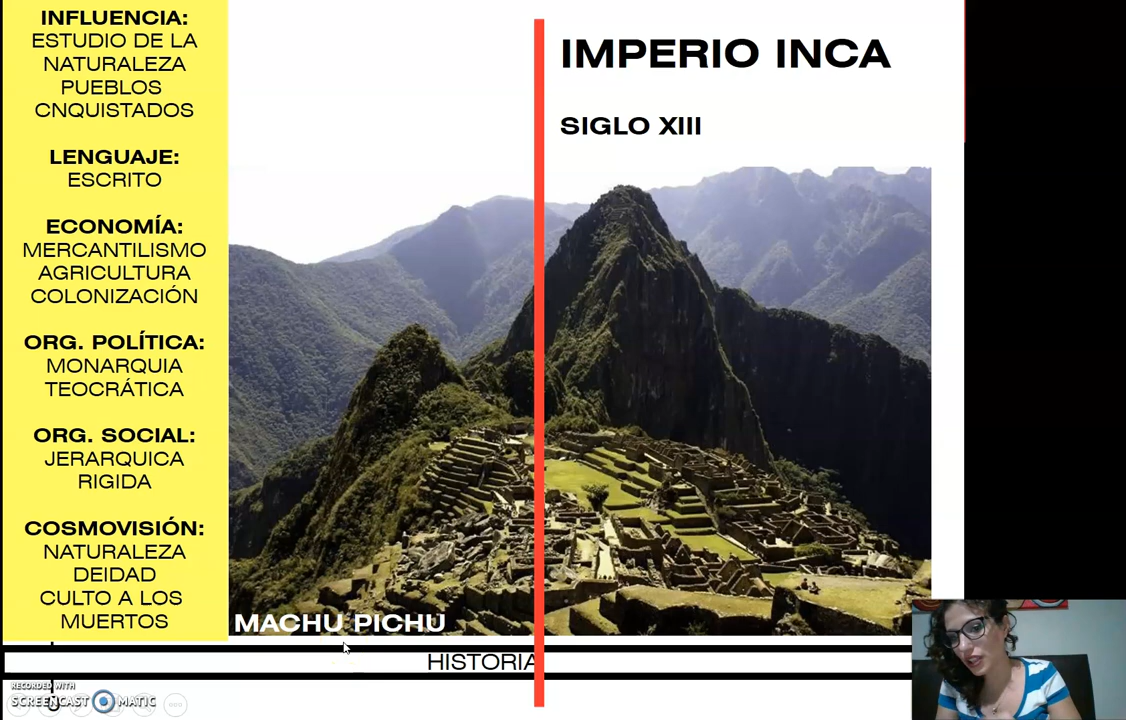 INFLUENCIA:
ESTUDIO DE LA
NATURALEZA
PUEBLOS
CNQUISTADOS
LENGUAJE:
ESCRITO
ECONOMÍA:
MERCANTILISMO
AGRICULTURA
COLONIZACIÓN
ORG. POLÍTICA:
MONARQUIA
TEOCRÁTICA
ORG. SOCIAL:
JERARQUICA
RIGIDA
COSMOVISIÓN:
NATURALEZA
DEIDAD
CULTO A LOS
MUERTOS
IMPERIO INCA
SIGLO XIII
MACHU PICHU
HISTORIA
RECORDED WITH
SCREENCAST MATIC